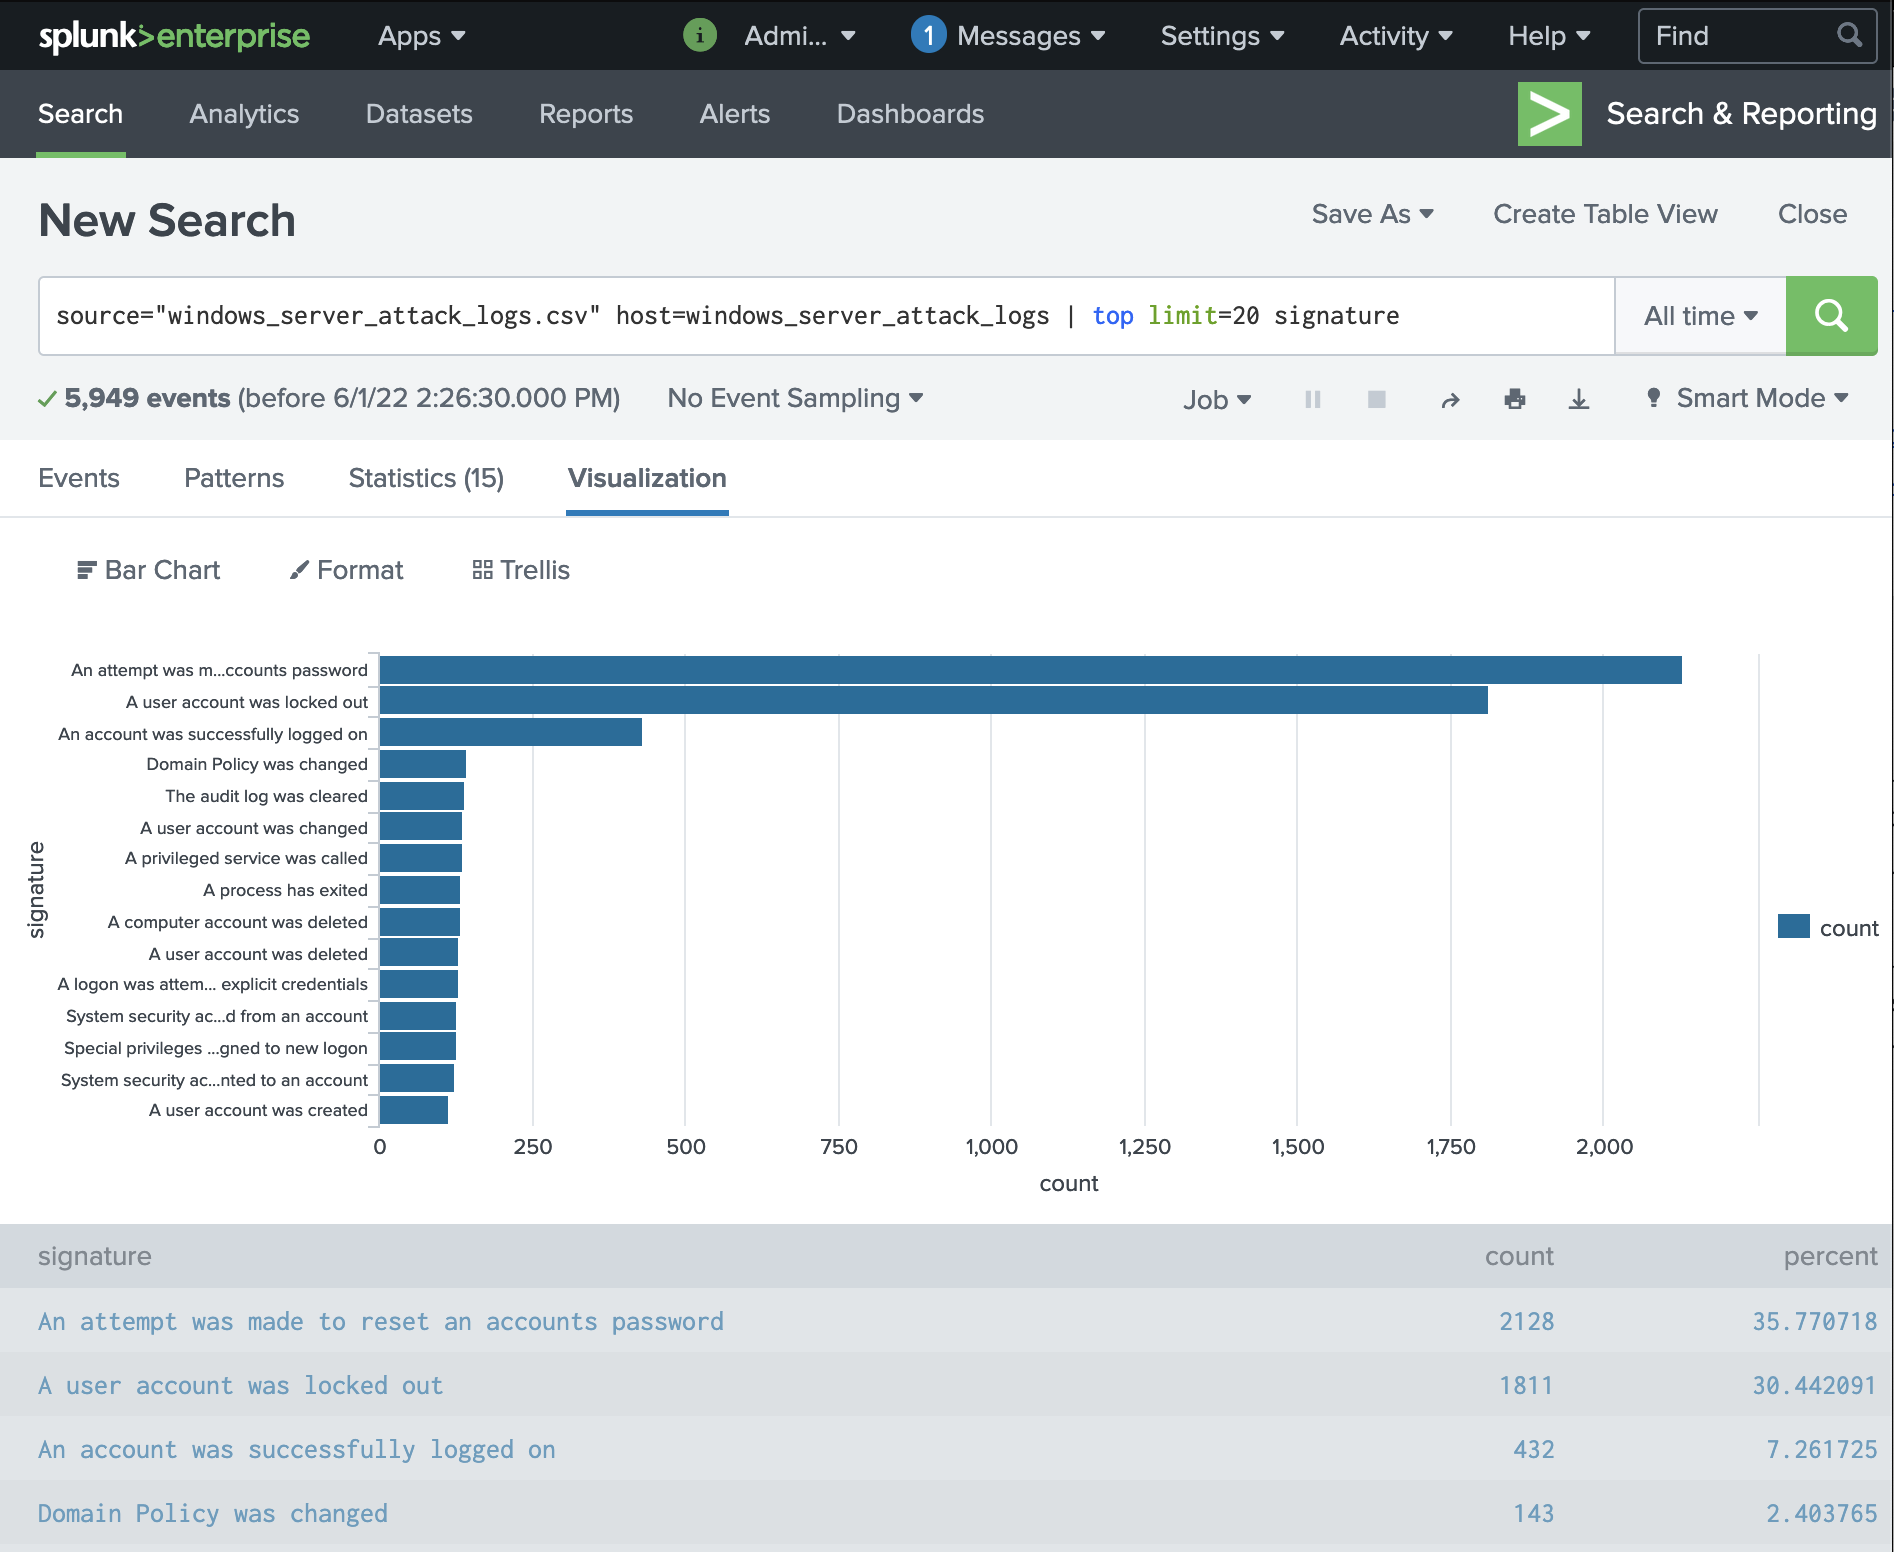 splunk>enterprise Apps i Admi... 1 Messages Settings Activity Help Find
Search Analytics Datasets Reports Alerts Dashboards > Search & Reporting
New Search Save As Create Table View Close
source="windows_server_attack_logs.csv" host=windows_server_attack_logs | top limit=20 signature All time
5,949 events (before 6/1/22 2:26:30.000 PM) No Event Sampling Job Smart Mode
Events Patterns Statistics (15) Visualization
Bar Chart Format Trellis
signature
An attempt was m...ccounts password
A user account was locked out
An account was successfully logged on
Domain Policy was changed
The audit log was cleared
A user account was changed
A privileged service was called
A process has exited
A computer account was deleted
A user account was deleted
A logon was attem... explicit credentials
System security ac...d from an account
Special privileges ...gned to new logon
System security ac...nted to an account
A user account was created
count
0 250 500 750 1,000 1,250 1,500 1,750 2,000
count
signature count percent
An attempt was made to reset an accounts password 2128 35.770718
A user account was locked out 1811 30.442091
An account was successfully logged on 432 7.261725
Domain Policy was changed 143 2.403765